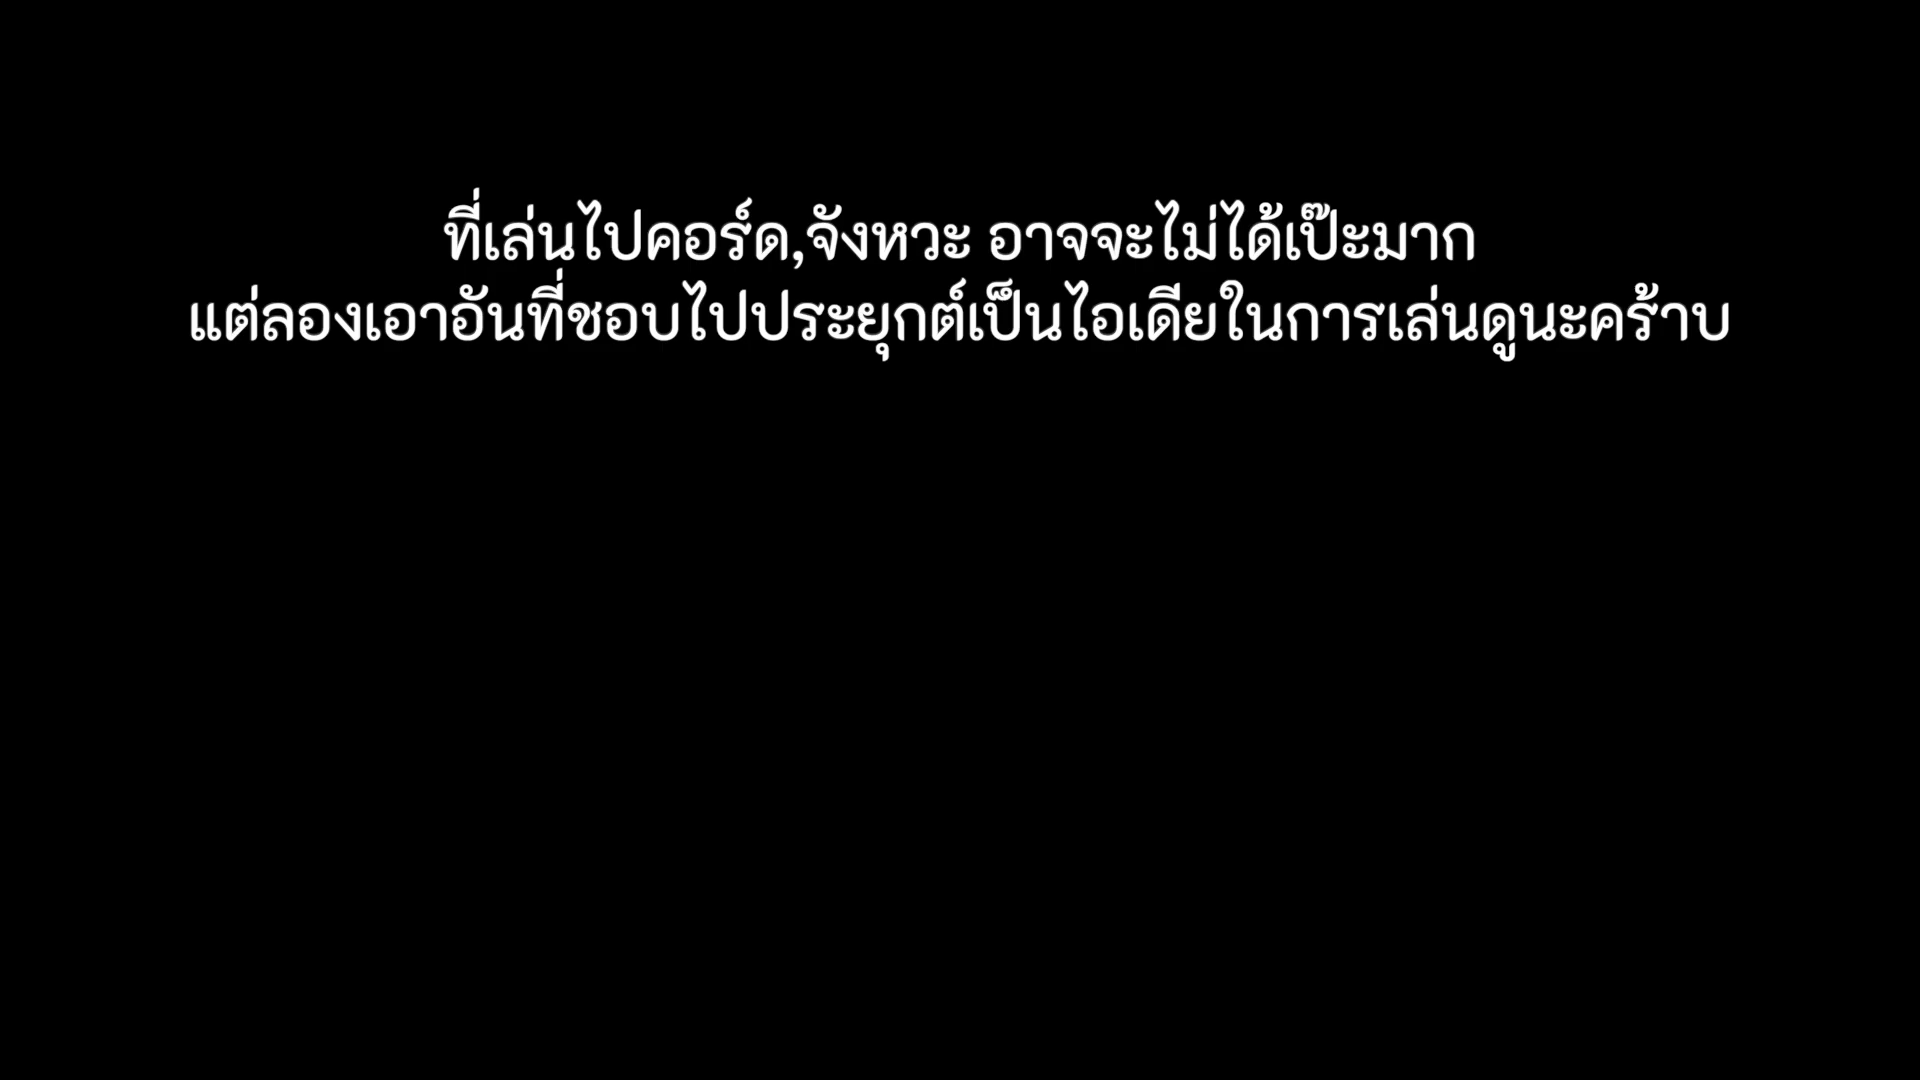 ที่เล่นไปคอร์ด,จังหวะ อาจจะไม่ได้เป๊ะมาก
แต่ลองเอาอันที่ชอบไปประยุกต์เป็นไอเดียในการเล่นดูนะคร้าบ